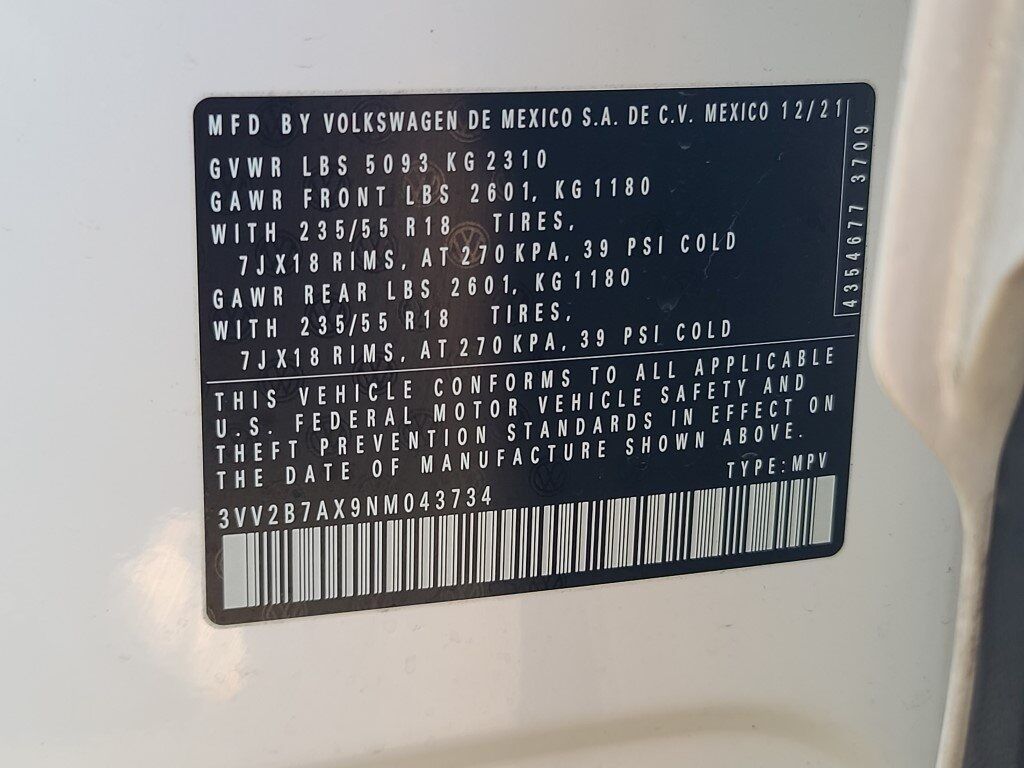 MFD BY VOLKSWAGEN DE MEXICO S.A. DE C.V. MEXICO 12/21
GVWR LBS 5093 KG 2310
GAWR FRONT LBS 2601, KG 1180
WITH 235/55 R18 TIRES,
7JX18 RIMS, AT 270 KPA, 39 PSI COLD
GAWR REAR LBS 2601, KG 1180
WITH 235/55 R18 TIRES,
7JX18 RIMS, AT 270 KPA, 39 PSI COLD
4354677 3709
THIS VEHICLE CONFORMS TO ALL APPLICABLE
U.S. FEDERAL MOTOR VEHICLE SAFETY AND
THEFT PREVENTION STANDARDS IN EFFECT ON
THE DATE OF MANUFACTURE SHOWN ABOVE.
TYPE:MPV
3VV2B7AX9NM043734